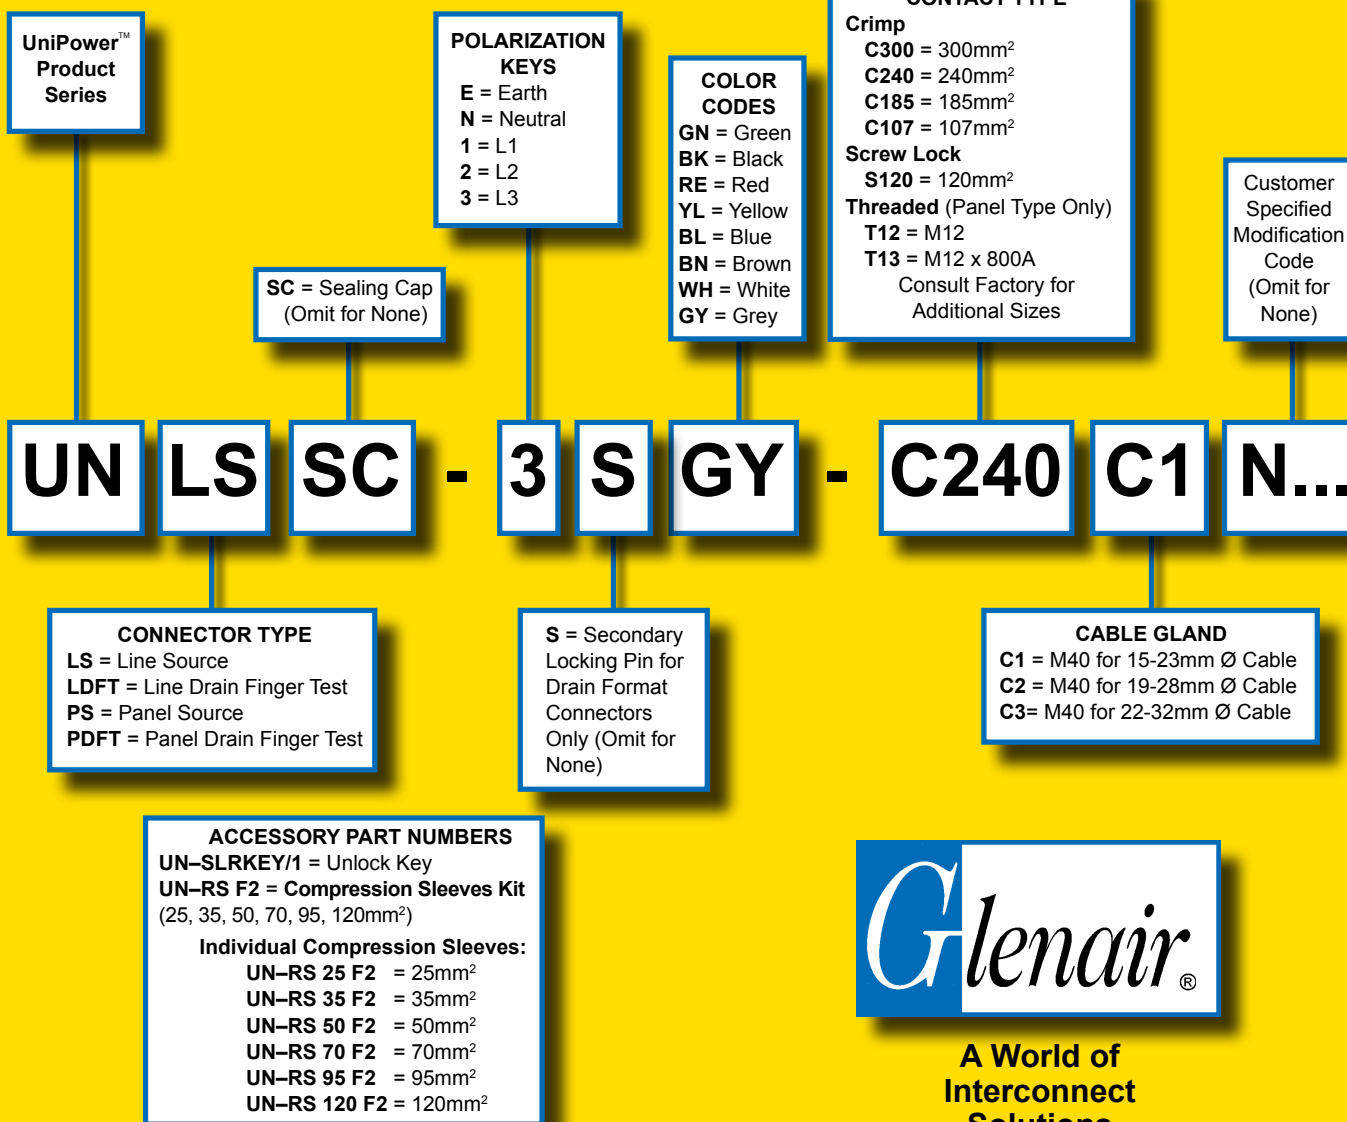 UniPower™
Product
Series
POLARIZATION
KEYS
E = Earth
N = Neutral
1 = L1
2 = L2
3 = L3
SC = Sealing Cap
(Omit for None)
COLOR
CODES
GN = Green
BK = Black
RE = Red
YL = Yellow
BL = Blue
BN = Brown
WH = White
GY = Grey
CONTACT TYPE
Crimp
C300 = 300mm²
C240 = 240mm²
C185 = 185mm²
C107 = 107mm²
Screw Lock
S120 = 120mm²
Threaded (Panel Type Only)
T12 = M12
T13 = M12 x 800A
Consult Factory for
Additional Sizes
Customer
Specified
Modification
Code
(Omit for
None)
UN LS SC - 3 S GY - C240 C1 N...
CONNECTOR TYPE
LS = Line Source
LDFT = Line Drain Finger Test
PS = Panel Source
PDFT = Panel Drain Finger Test
S = Secondary
Locking Pin for
Drain Format
Connectors
Only (Omit for
None)
CABLE GLAND
C1 = M40 for 15-23mm Ø Cable
C2 = M40 for 19-28mm Ø Cable
C3= M40 for 22-32mm Ø Cable
ACCESSORY PART NUMBERS
UN–SLRKEY/1 = Unlock Key
UN–RS F2 = Compression Sleeves Kit
(25, 35, 50, 70, 95, 120mm²)
Individual Compression Sleeves:
UN–RS 25 F2 = 25mm²
UN–RS 35 F2 = 35mm²
UN–RS 50 F2 = 50mm²
UN–RS 70 F2 = 70mm²
UN–RS 95 F2 = 95mm²
UN–RS 120 F2 = 120mm²
Glenair®
A World of
Interconnect
Solutions